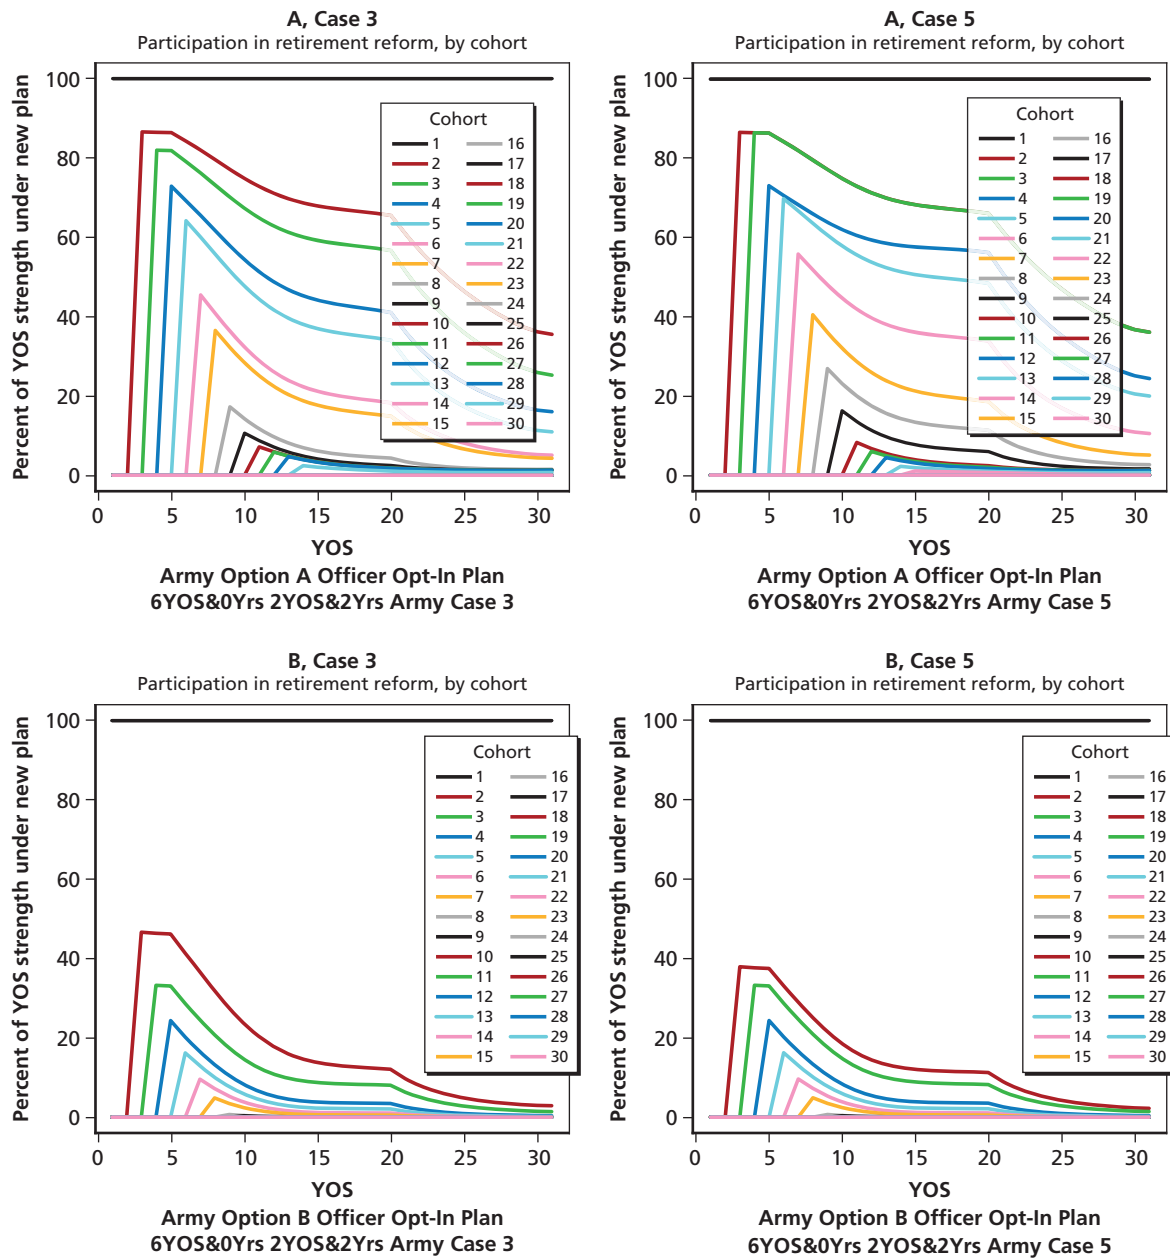 A, Case 3
Participation in retirement reform, by cohort
Percent of YOS strength under new plan
100
80
60
40
20
0
Cohort
1 16
2 17
3 18
4 19
5 20
6 21
7 22
8 23
9 24
10 25
11 26
12 27
13 28
14 29
15 30
0 5 10 15 20 25 30
YOS
Army Option A Officer Opt-In Plan
6YOS&0Yrs 2YOS&2Yrs Army Case 3
A, Case 5
Participation in retirement reform, by cohort
Percent of YOS strength under new plan
100
80
60
40
20
0
Cohort
1 16
2 17
3 18
4 19
5 20
6 21
7 22
8 23
9 24
10 25
11 26
12 27
13 28
14 29
15 30
0 5 10 15 20 25 30
YOS
Army Option A Officer Opt-In Plan
6YOS&0Yrs 2YOS&2Yrs Army Case 5
B, Case 3
Participation in retirement reform, by cohort
Percent of YOS strength under new plan
100
80
60
40
20
0
Cohort
1 16
2 17
3 18
4 19
5 20
6 21
7 22
8 23
9 24
10 25
11 26
12 27
13 28
14 29
15 30
0 5 10 15 20 25 30
YOS
Army Option B Officer Opt-In Plan
6YOS&0Yrs 2YOS&2Yrs Army Case 3
B, Case 5
Participation in retirement reform, by cohort
Percent of YOS strength under new plan
100
80
60
40
20
0
Cohort
1 16
2 17
3 18
4 19
5 20
6 21
7 22
8 23
9 24
10 25
11 26
12 27
13 28
14 29
15 30
0 5 10 15 20 25 30
YOS
Army Option B Officer Opt-In Plan
6YOS&0Yrs 2YOS&2Yrs Army Case 5